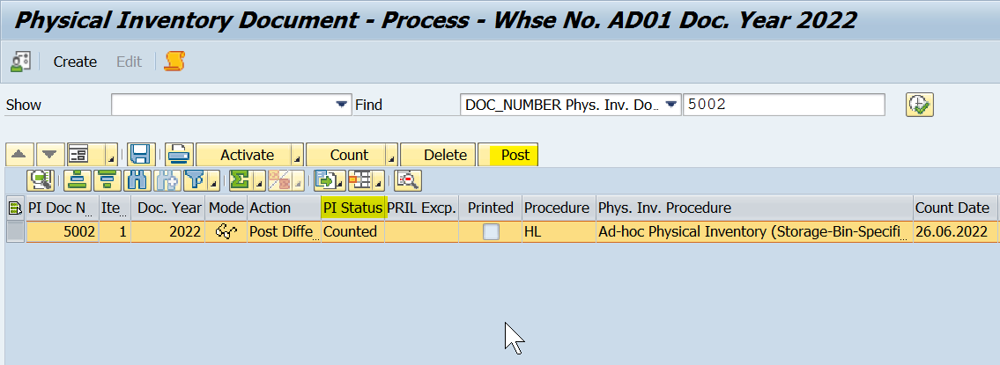 Physical Inventory Document - Process - Whse No. AD01 Doc. Year 2022
Create Edit
Show Find DOC_NUMBER Phys. Inv. Do... 5002
Activate Count Delete Post
PI Doc N... Ite... Doc. Year Mode Action PI Status PRIL Excp. Printed Procedure Phys. Inv. Procedure Count Date
5002 1 2022 Post Diffe... Counted HL Ad-hoc Physical Inventory (Storage-Bin-Specifi... 26.06.2022